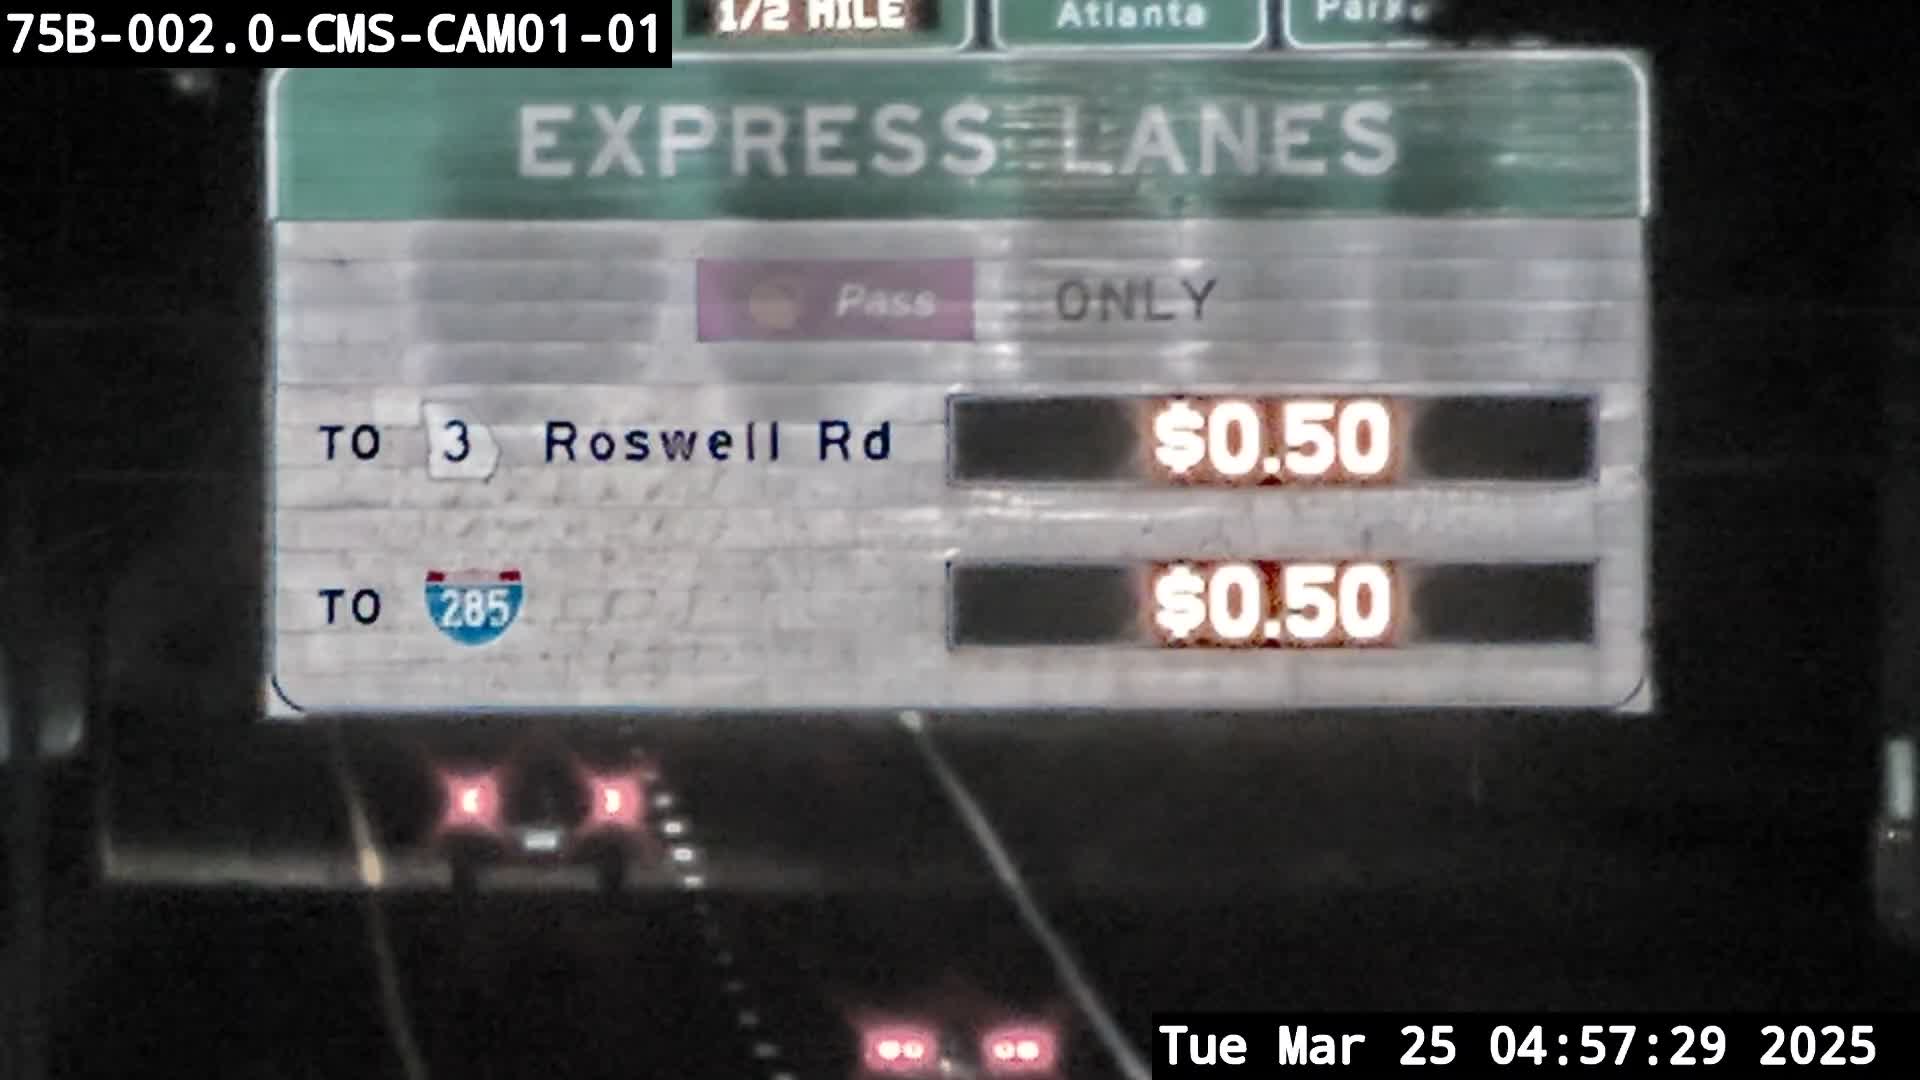 75B-002.0-CMS-CAM01-01
1/2 MILE
Atlanta
EXPRESS LANES
Pass ONLY
TO 3 Roswell Rd $0.50
TO 285 $0.50
Tue Mar 25 04:57:29 2025